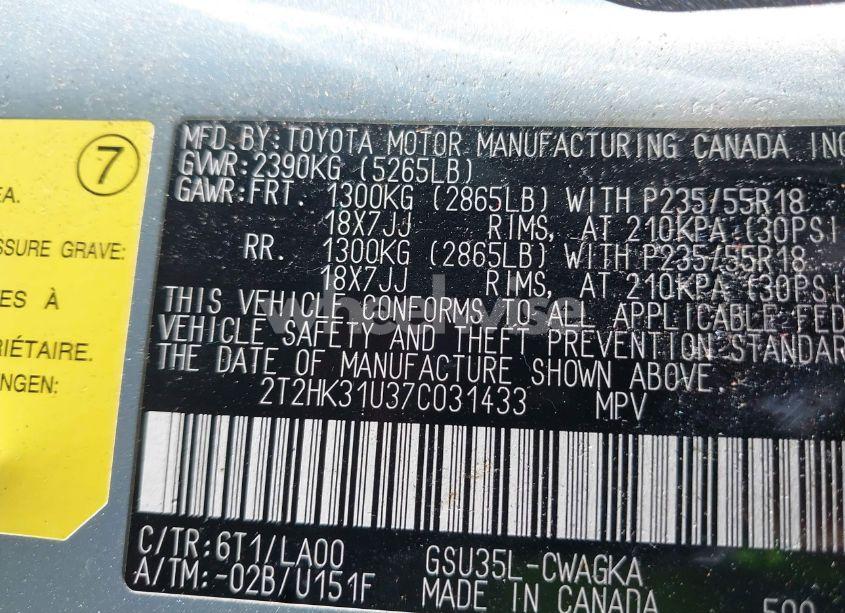 7
EA.
SSURE GRAVE:
ES À
RIÉTAIRE.
NGEN:
MFD.BY:TOYOTA MOTOR MANUFACTURING CANADA INC
GVWR:2390KG (5265LB)
GAWR:FRT. 1300KG (2865LB) WITH P235/55R18
18X7JJ RIMS, AT 210KPA (30PSI
RR. 1300KG (2865LB) WITH P235/55R18
18X7JJ RIMS, AT 210KPA (30PSI
THIS VEHICLE CONFORMS TO ALL APPLICABLE FED
VEHICLE SAFETY AND THEFT PREVENTION STANDAR
THE DATE OF MANUFACTURE SHOWN ABOVE.
2T2HK31U37C031433 MPV
C/TR:6T1/LA00 GSU35L-CWAGKA
A/TM:-02B/U151F MADE IN CANADA
wheelwise